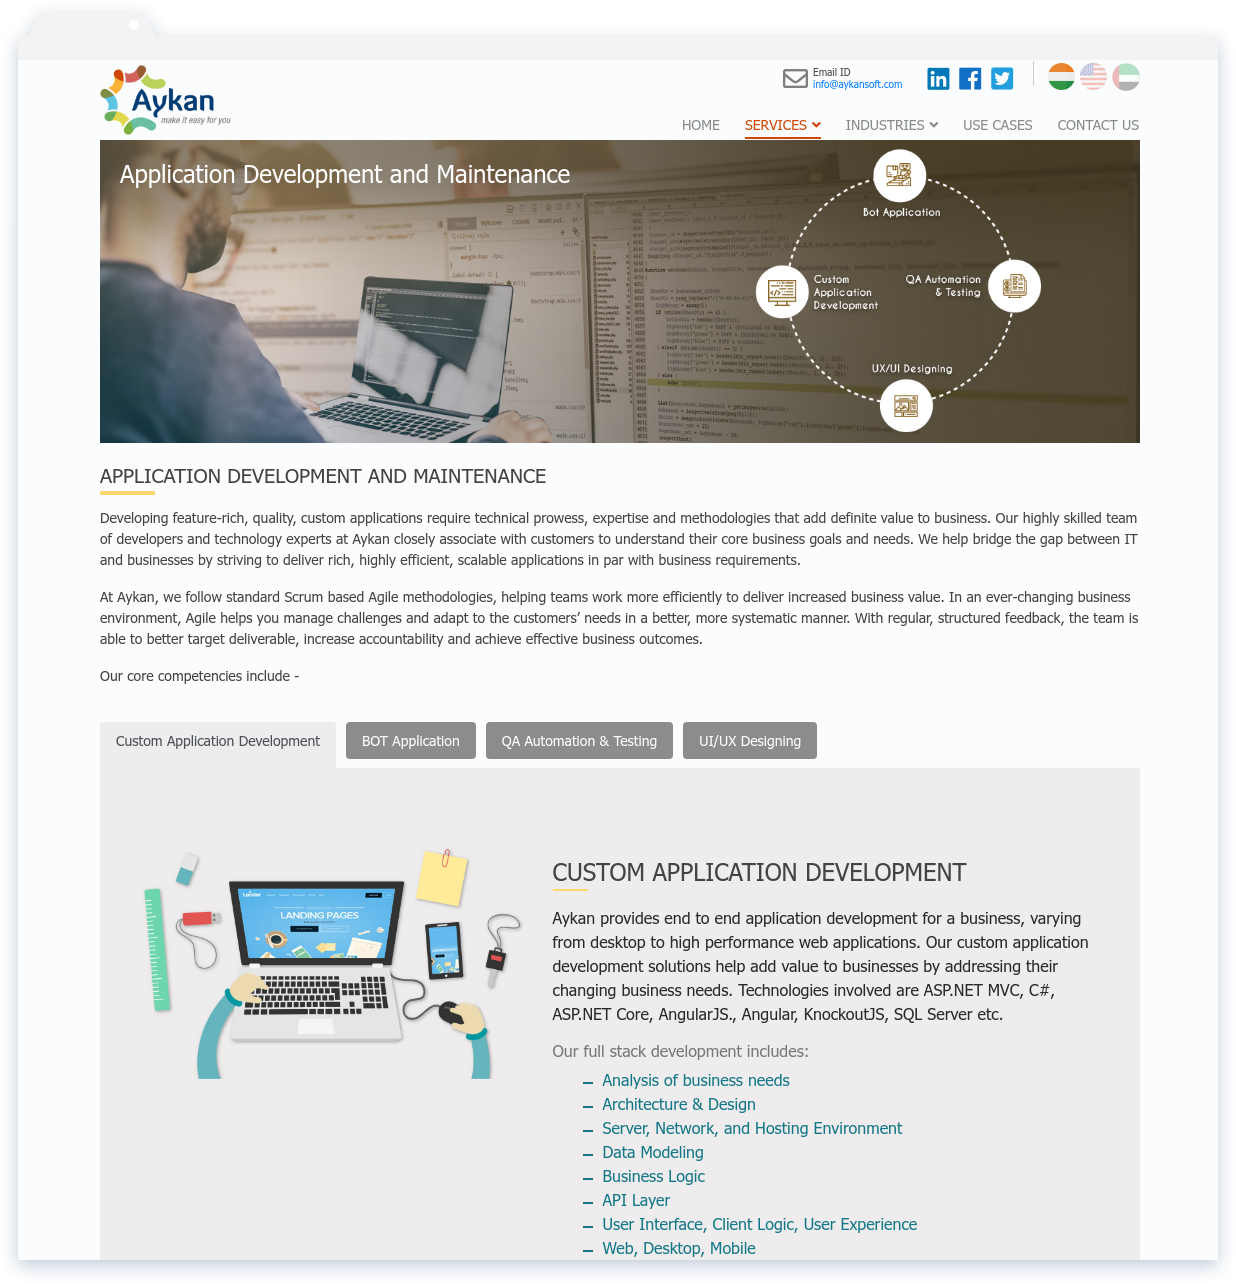 Aykan
make it easy for you
Email ID
info@aykansoft.com
HOME
SERVICES
INDUSTRIES
USE CASES
CONTACT US
Application Development and Maintenance
Bot Application
Custom
Application
Development
QA Automation
& Testing
UX/UI Designing
APPLICATION DEVELOPMENT AND MAINTENANCE
Developing feature-rich, quality, custom applications require technical prowess, expertise and methodologies that add definite value to business. Our highly skilled team
of developers and technology experts at Aykan closely associate with customers to understand their core business goals and needs. We help bridge the gap between IT
and businesses by striving to deliver rich, highly efficient, scalable applications in par with business requirements.
At Aykan, we follow standard Scrum based Agile methodologies, helping teams work more efficiently to deliver increased business value. In an ever-changing business
environment, Agile helps you manage challenges and adapt to the customers’ needs in a better, more systematic manner. With regular, structured feedback, the team is
able to better target deliverable, increase accountability and achieve effective business outcomes.
Our core competencies include -
Custom Application Development
BOT Application
QA Automation & Testing
UI/UX Designing
LANDING PAGES
CUSTOM APPLICATION DEVELOPMENT
Aykan provides end to end application development for a business, varying
from desktop to high performance web applications. Our custom application
development solutions help add value to businesses by addressing their
changing business needs. Technologies involved are ASP.NET MVC, C#,
ASP.NET Core, AngularJS., Angular, KnockoutJS, SQL Server etc.
Our full stack development includes:
Analysis of business needs
Architecture & Design
Server, Network, and Hosting Environment
Data Modeling
Business Logic
API Layer
User Interface, Client Logic, User Experience
Web, Desktop, Mobile